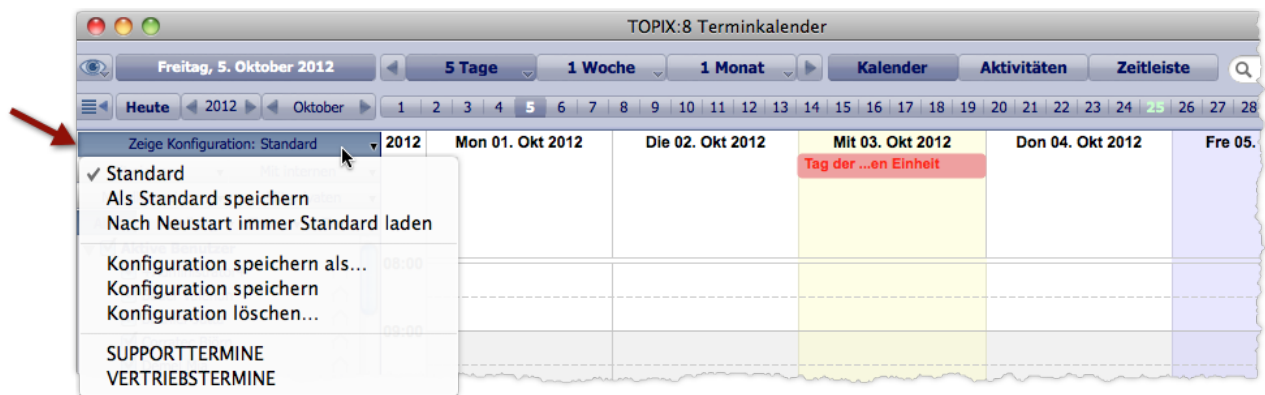 TOPIX:8 Terminkalender
Freitag, 5. Oktober 2012 5 Tage 1 Woche 1 Monat Kalender Aktivitäten Zeitleiste
Heute 2012 Oktober 1 2 3 4 5 6 7 8 9 10 11 12 13 14 15 16 17 18 19 20 21 22 23 24 25 26 27 28
Zeige Konfiguration: Standard 2012 Mon 01. Okt 2012 Die 02. Okt 2012 Mit 03. Okt 2012 Don 04. Okt 2012 Fre 05.
Tag der ...en Einheit
✓ Standard
Als Standard speichern
Nach Neustart immer Standard laden
Konfiguration speichern als...
08:00
Konfiguration speichern
Konfiguration löschen...
09:00
SUPPORTTERMINE
VERTRIEBSTERMINE